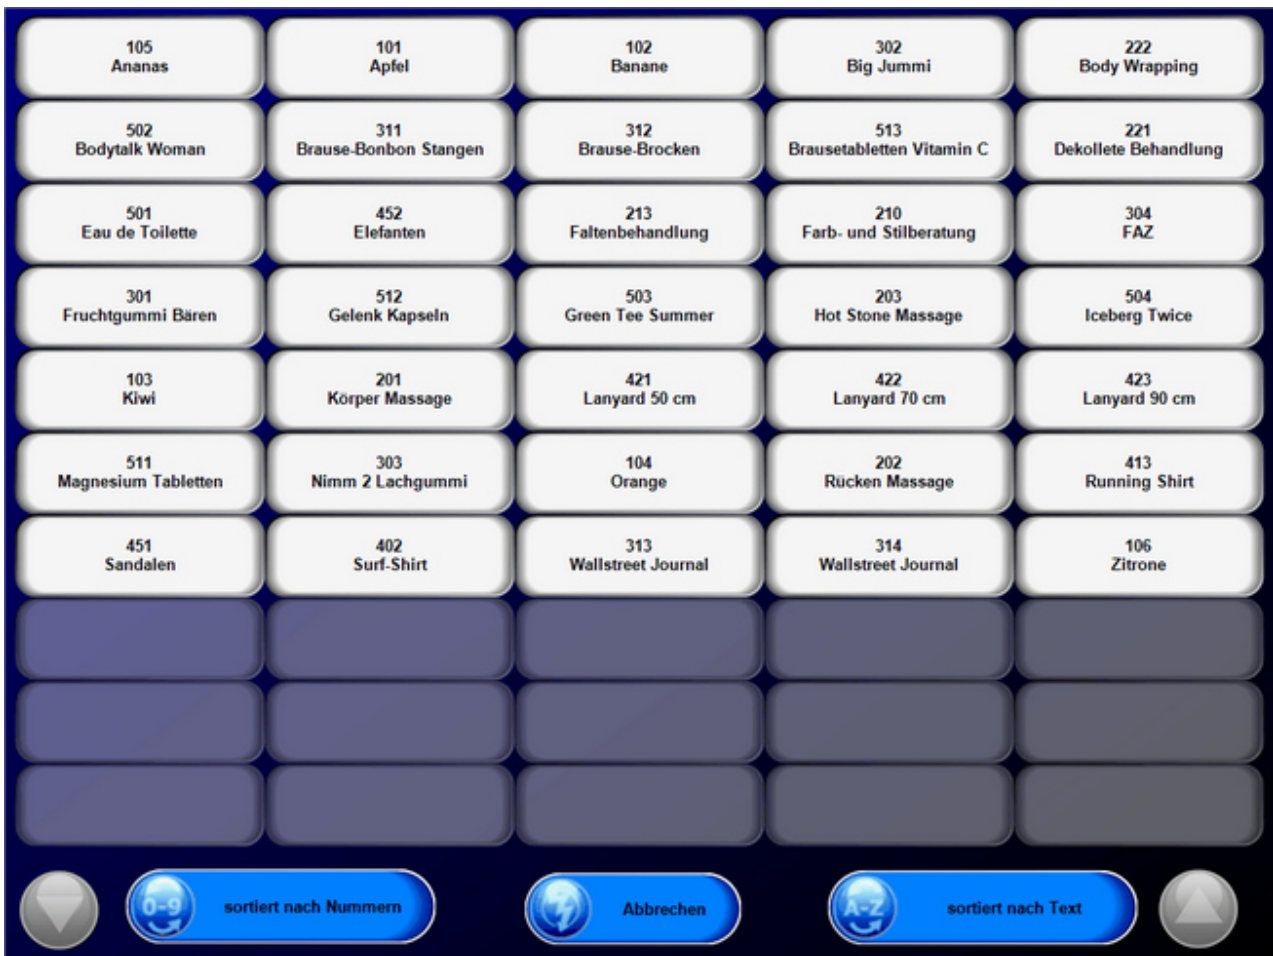 105
Ananas
101
Apfel
102
Banane
302
Big Jummi
222
Body Wrapping
502
Bodytalk Woman
311
Brause-Bonbon Stangen
312
Brause-Brocken
513
Brausetabletten Vitamin C
221
Dekollete Behandlung
501
Eau de Toilette
452
Elefanten
213
Faltenbehandlung
210
Farb- und Stilberatung
304
FAZ
301
Fruchtgummi Bären
512
Gelenk Kapseln
503
Green Tee Summer
203
Hot Stone Massage
504
Iceberg Twice
103
Kiwi
201
Körper Massage
421
Lanyard 50 cm
422
Lanyard 70 cm
423
Lanyard 90 cm
511
Magnesium Tabletten
303
Nimm 2 Lachgummi
104
Orange
202
Rücken Massage
413
Running Shirt
451
Sandalen
402
Surf-Shirt
313
Wallstreet Journal
314
Wallstreet Journal
106
Zitrone
0-9
sortiert nach Nummern
Abbrechen
A-Z
sortiert nach Text